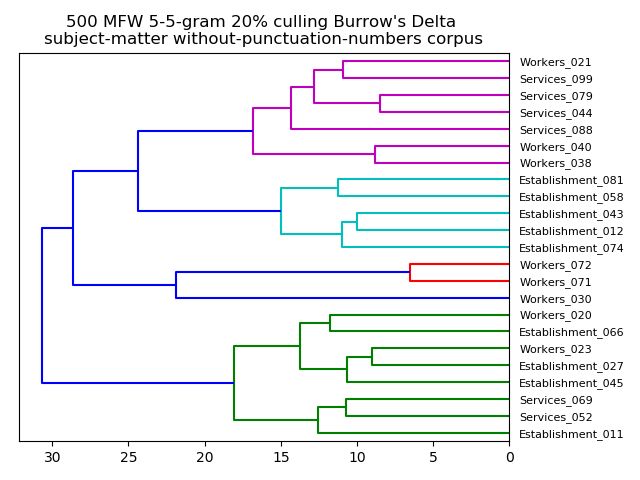 500 MFW 5-5-gram 20% culling Burrow's Delta
subject-matter without-punctuation-numbers corpus
Workers_021
Services_099
Services_079
Services_044
Services_088
Workers_040
Workers_038
Establishment_081
Establishment_058
Establishment_043
Establishment_012
Establishment_074
Workers_072
Workers_071
Workers_030
Workers_020
Establishment_066
Workers_023
Establishment_027
Establishment_045
Services_069
Services_052
Establishment_011
30 25 20 15 10 5 0